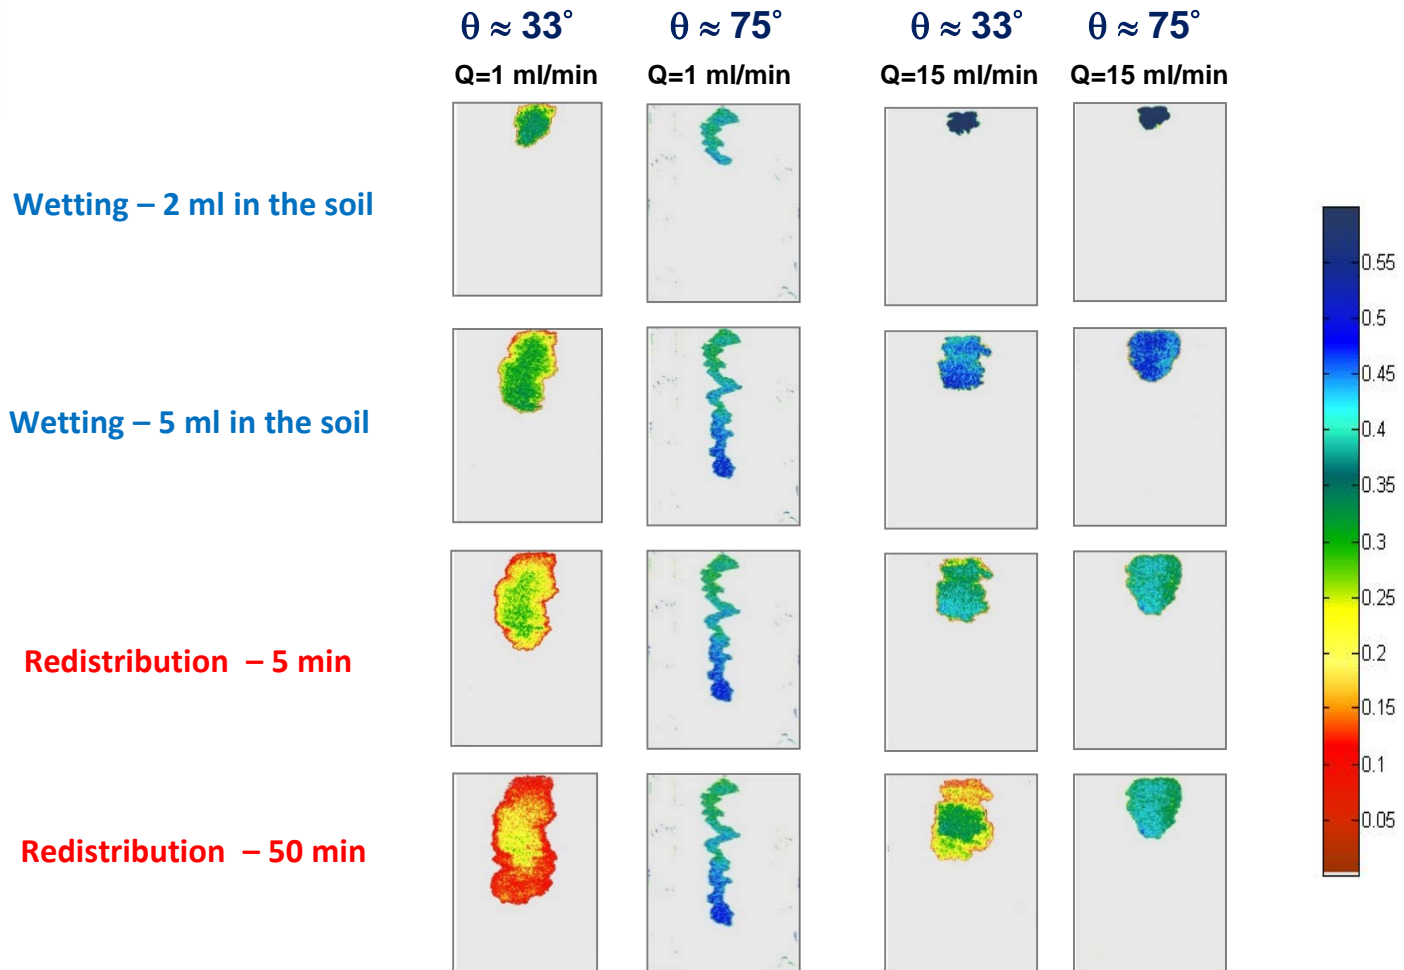 θ ≈ 33° θ ≈ 75° θ ≈ 33° θ ≈ 75°
Q=1 ml/min Q=1 ml/min Q=15 ml/min Q=15 ml/min
Wetting – 2 ml in the soil
Wetting – 5 ml in the soil
Redistribution – 5 min
Redistribution – 50 min
0.55
0.5
0.45
0.4
0.35
0.3
0.25
0.2
0.15
0.1
0.05